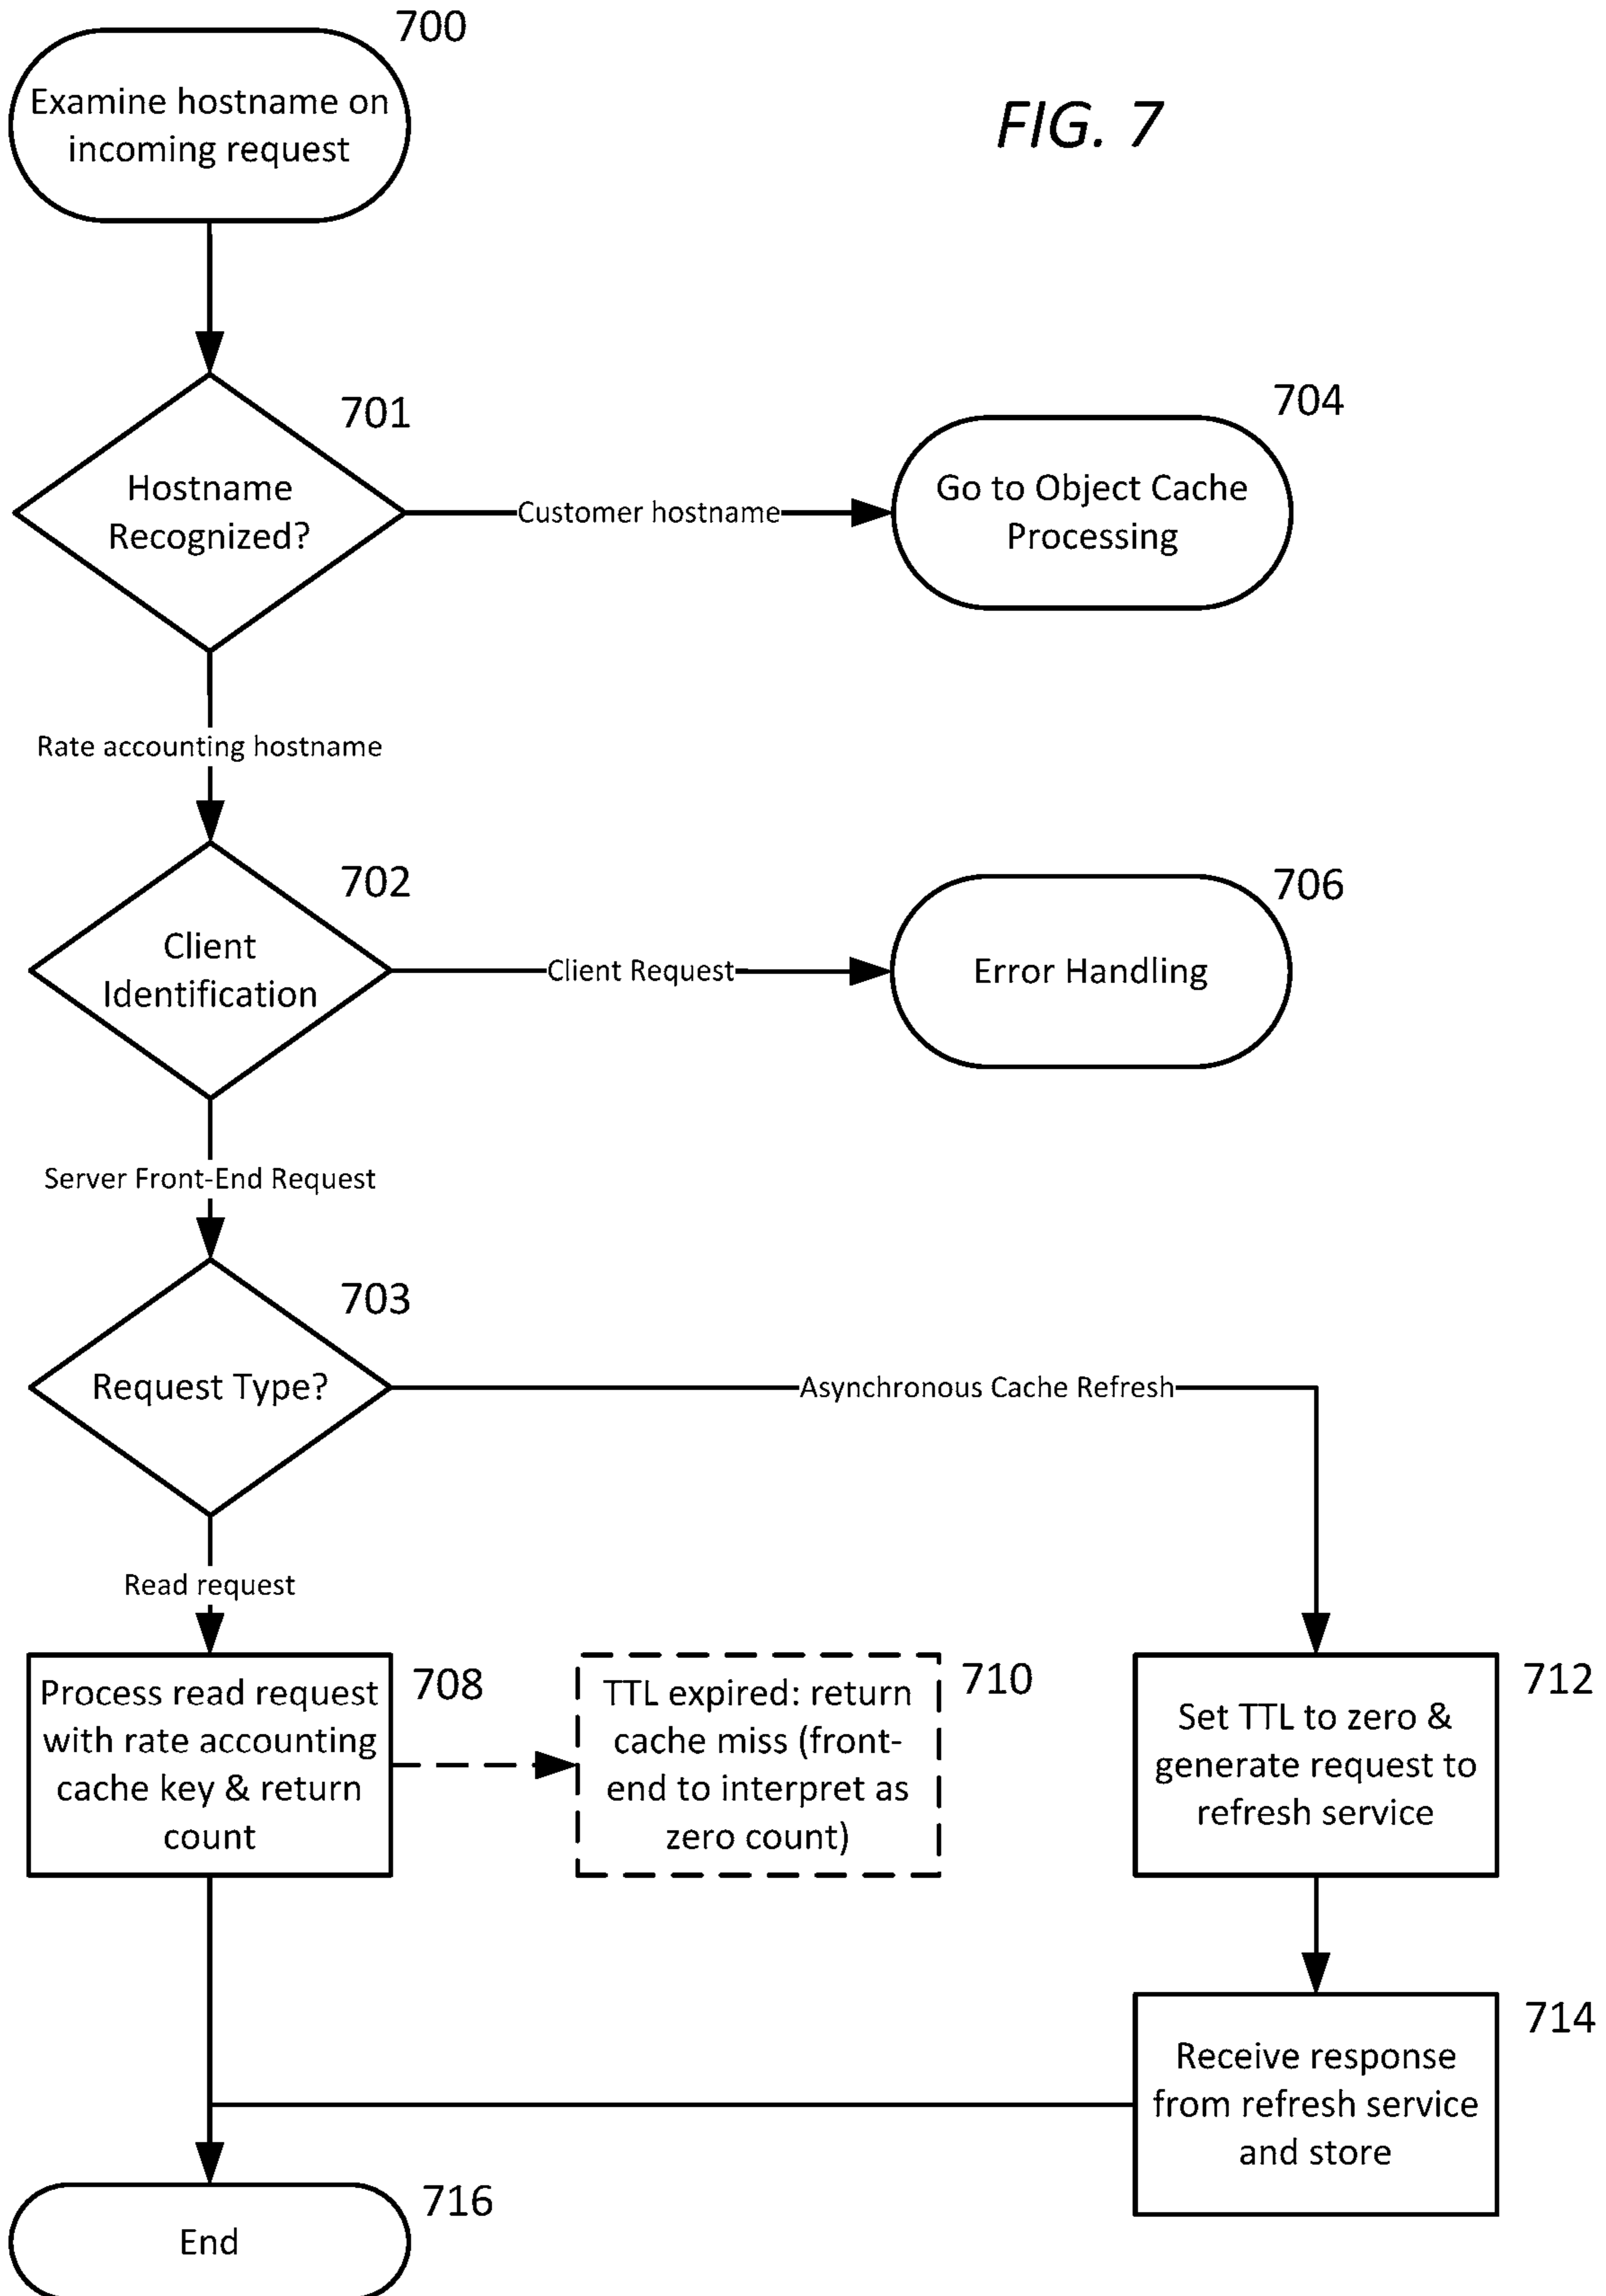 700
Examine hostname on
incoming request
FIG. 7
701
Hostname
Recognized?
Customer hostname
704
Go to Object Cache
Processing
Rate accounting hostname
702
Client
Identification
Client Request
706
Error Handling
Server Front-End Request
703
Request Type?
Asynchronous Cache Refresh
Read request
708
Process read request
with rate accounting
cache key & return
count
710
TTL expired: return
cache miss (front-
end to interpret as
zero count)
712
Set TTL to zero &
generate request to
refresh service
714
Receive response
from refresh service
and store
716
End